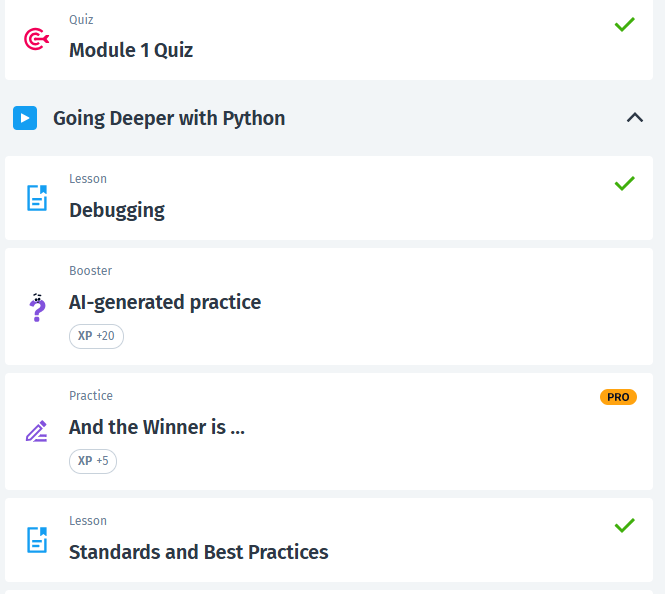 Quiz
Module 1 Quiz
Going Deeper with Python
Lesson
Debugging
Booster
AI-generated practice
XP +20
Practice
PRO
And the Winner is ...
XP +5
Lesson
Standards and Best Practices